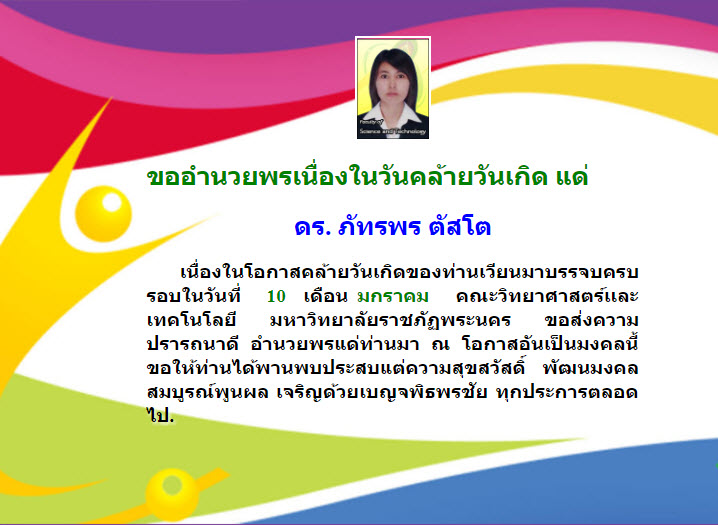 Faculty of
Science and Technology
ขออำนวยพรเนื่องในวันคล้ายวันเกิด แด่
ดร. ภัทรพร ตัสโต
เนื่องในโอกาสคล้ายวันเกิดของท่านเวียนมาบรรจบครบ
รอบในวันที่ 10 เดือน มกราคม คณะวิทยาศาสตร์และ
เทคโนโลยี มหาวิทยาลัยราชภัฏพระนคร ขอส่งความ
ปรารถนาดี อำนวยพรแด่ท่านมา ณ โอกาสอันเป็นมงคลนี้
ขอให้ท่านได้พานพบประสบแต่ความสุขสวัสดิ์ พัฒนมงคล
สมบูรณ์พูนผล เจริญด้วยเบญจพิธพรชัย ทุกประการตลอด
ไป.